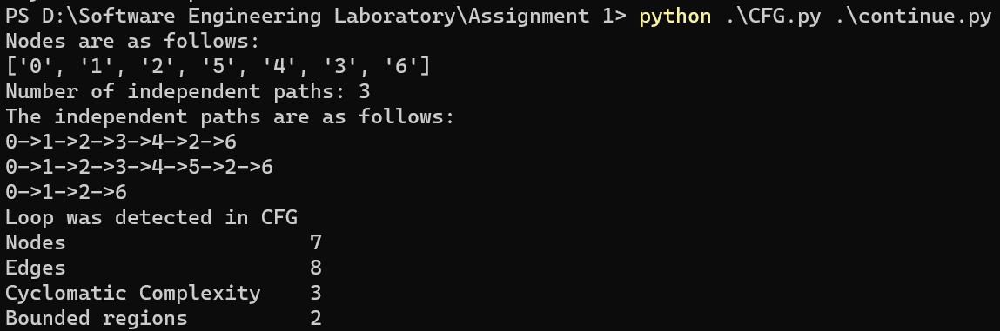 PS D:\Software Engineering Laboratory\Assignment 1> python .\CFG.py .\continue.py
Nodes are as follows:
['0', '1', '2', '5', '4', '3', '6']
Number of independent paths: 3
The independent paths are as follows:
0->1->2->3->4->2->6
0->1->2->3->4->5->2->6
0->1->2->6
Loop was detected in CFG
Nodes                    7
Edges                    8
Cyclomatic Complexity    3
Bounded regions          2